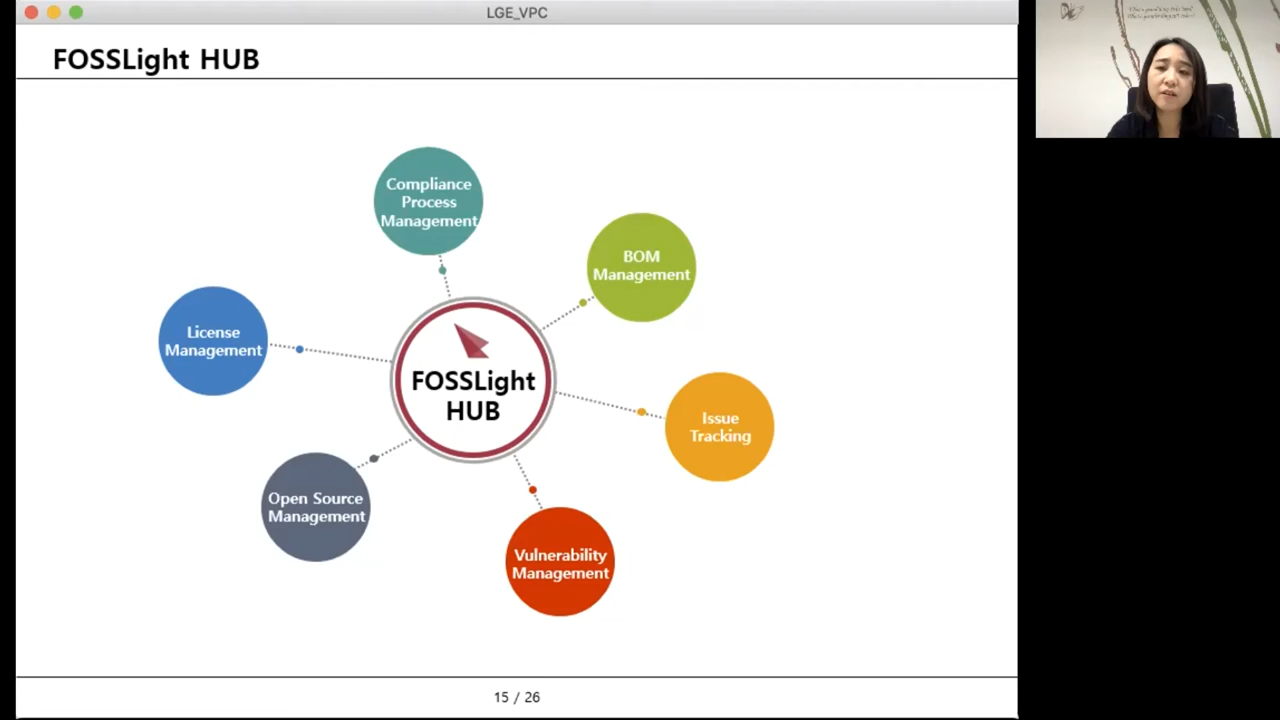 LGE_VPC
FOSSLight HUB
Compliance
Process
Management
BOM
Management
License
Management
FOSSLight
HUB
Issue
Tracking
Open Source
Management
Vulnerability
Management
15 / 26